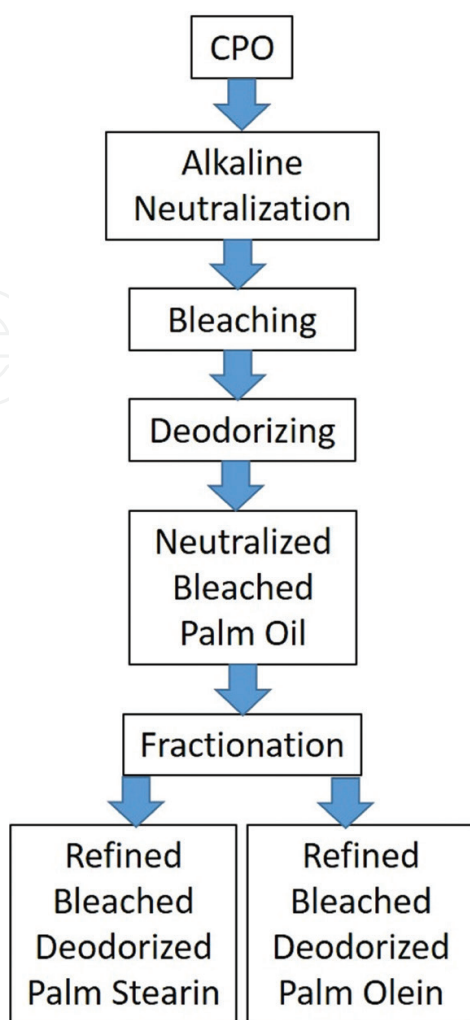 CPO
Alkaline
Neutralization
Bleaching
Deodorizing
Neutralized
Bleached
Palm Oil
Fractionation
Refined
Bleached
Deodorized
Palm Stearin
Refined
Bleached
Deodorized
Palm Olein